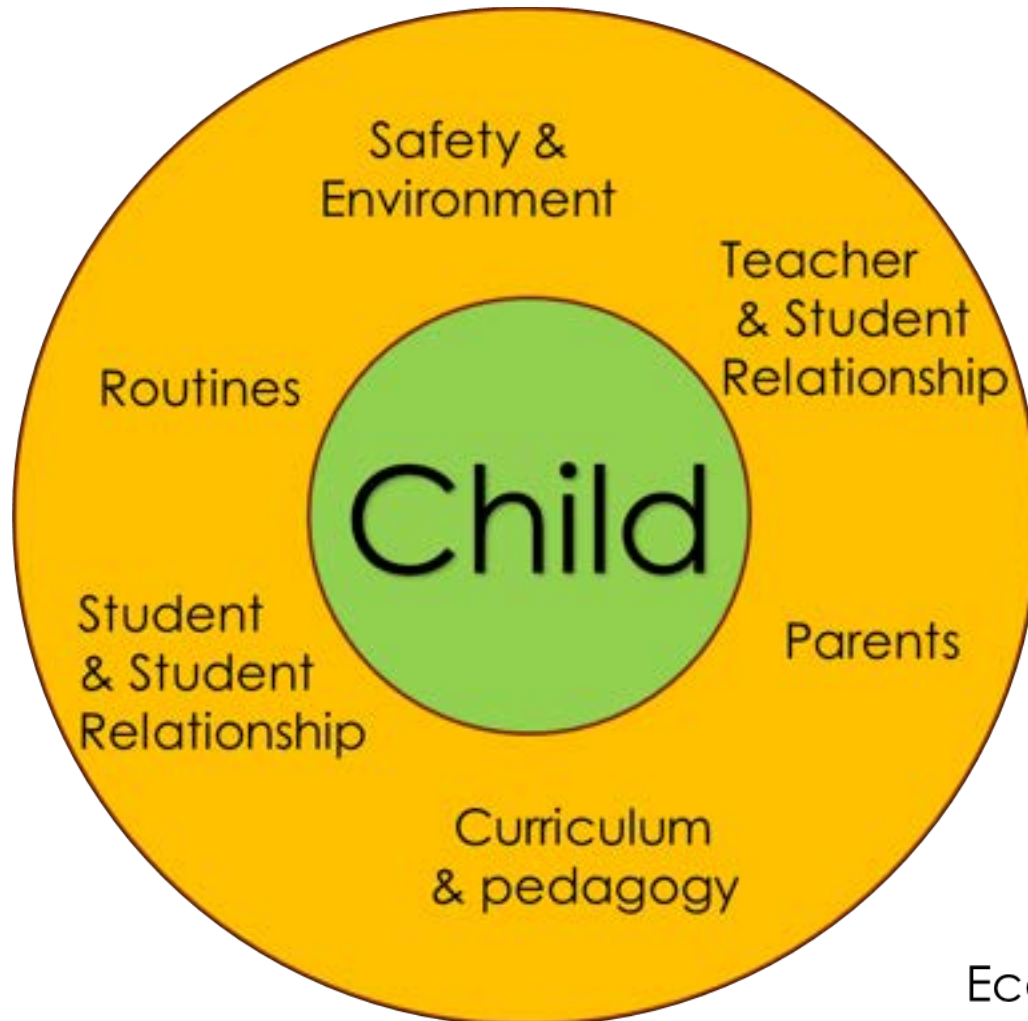 Safety &
Environment
Teacher
& Student
Relationship
Routines
Child
Student
& Student
Relationship
Parents
Curriculum
& pedagogy